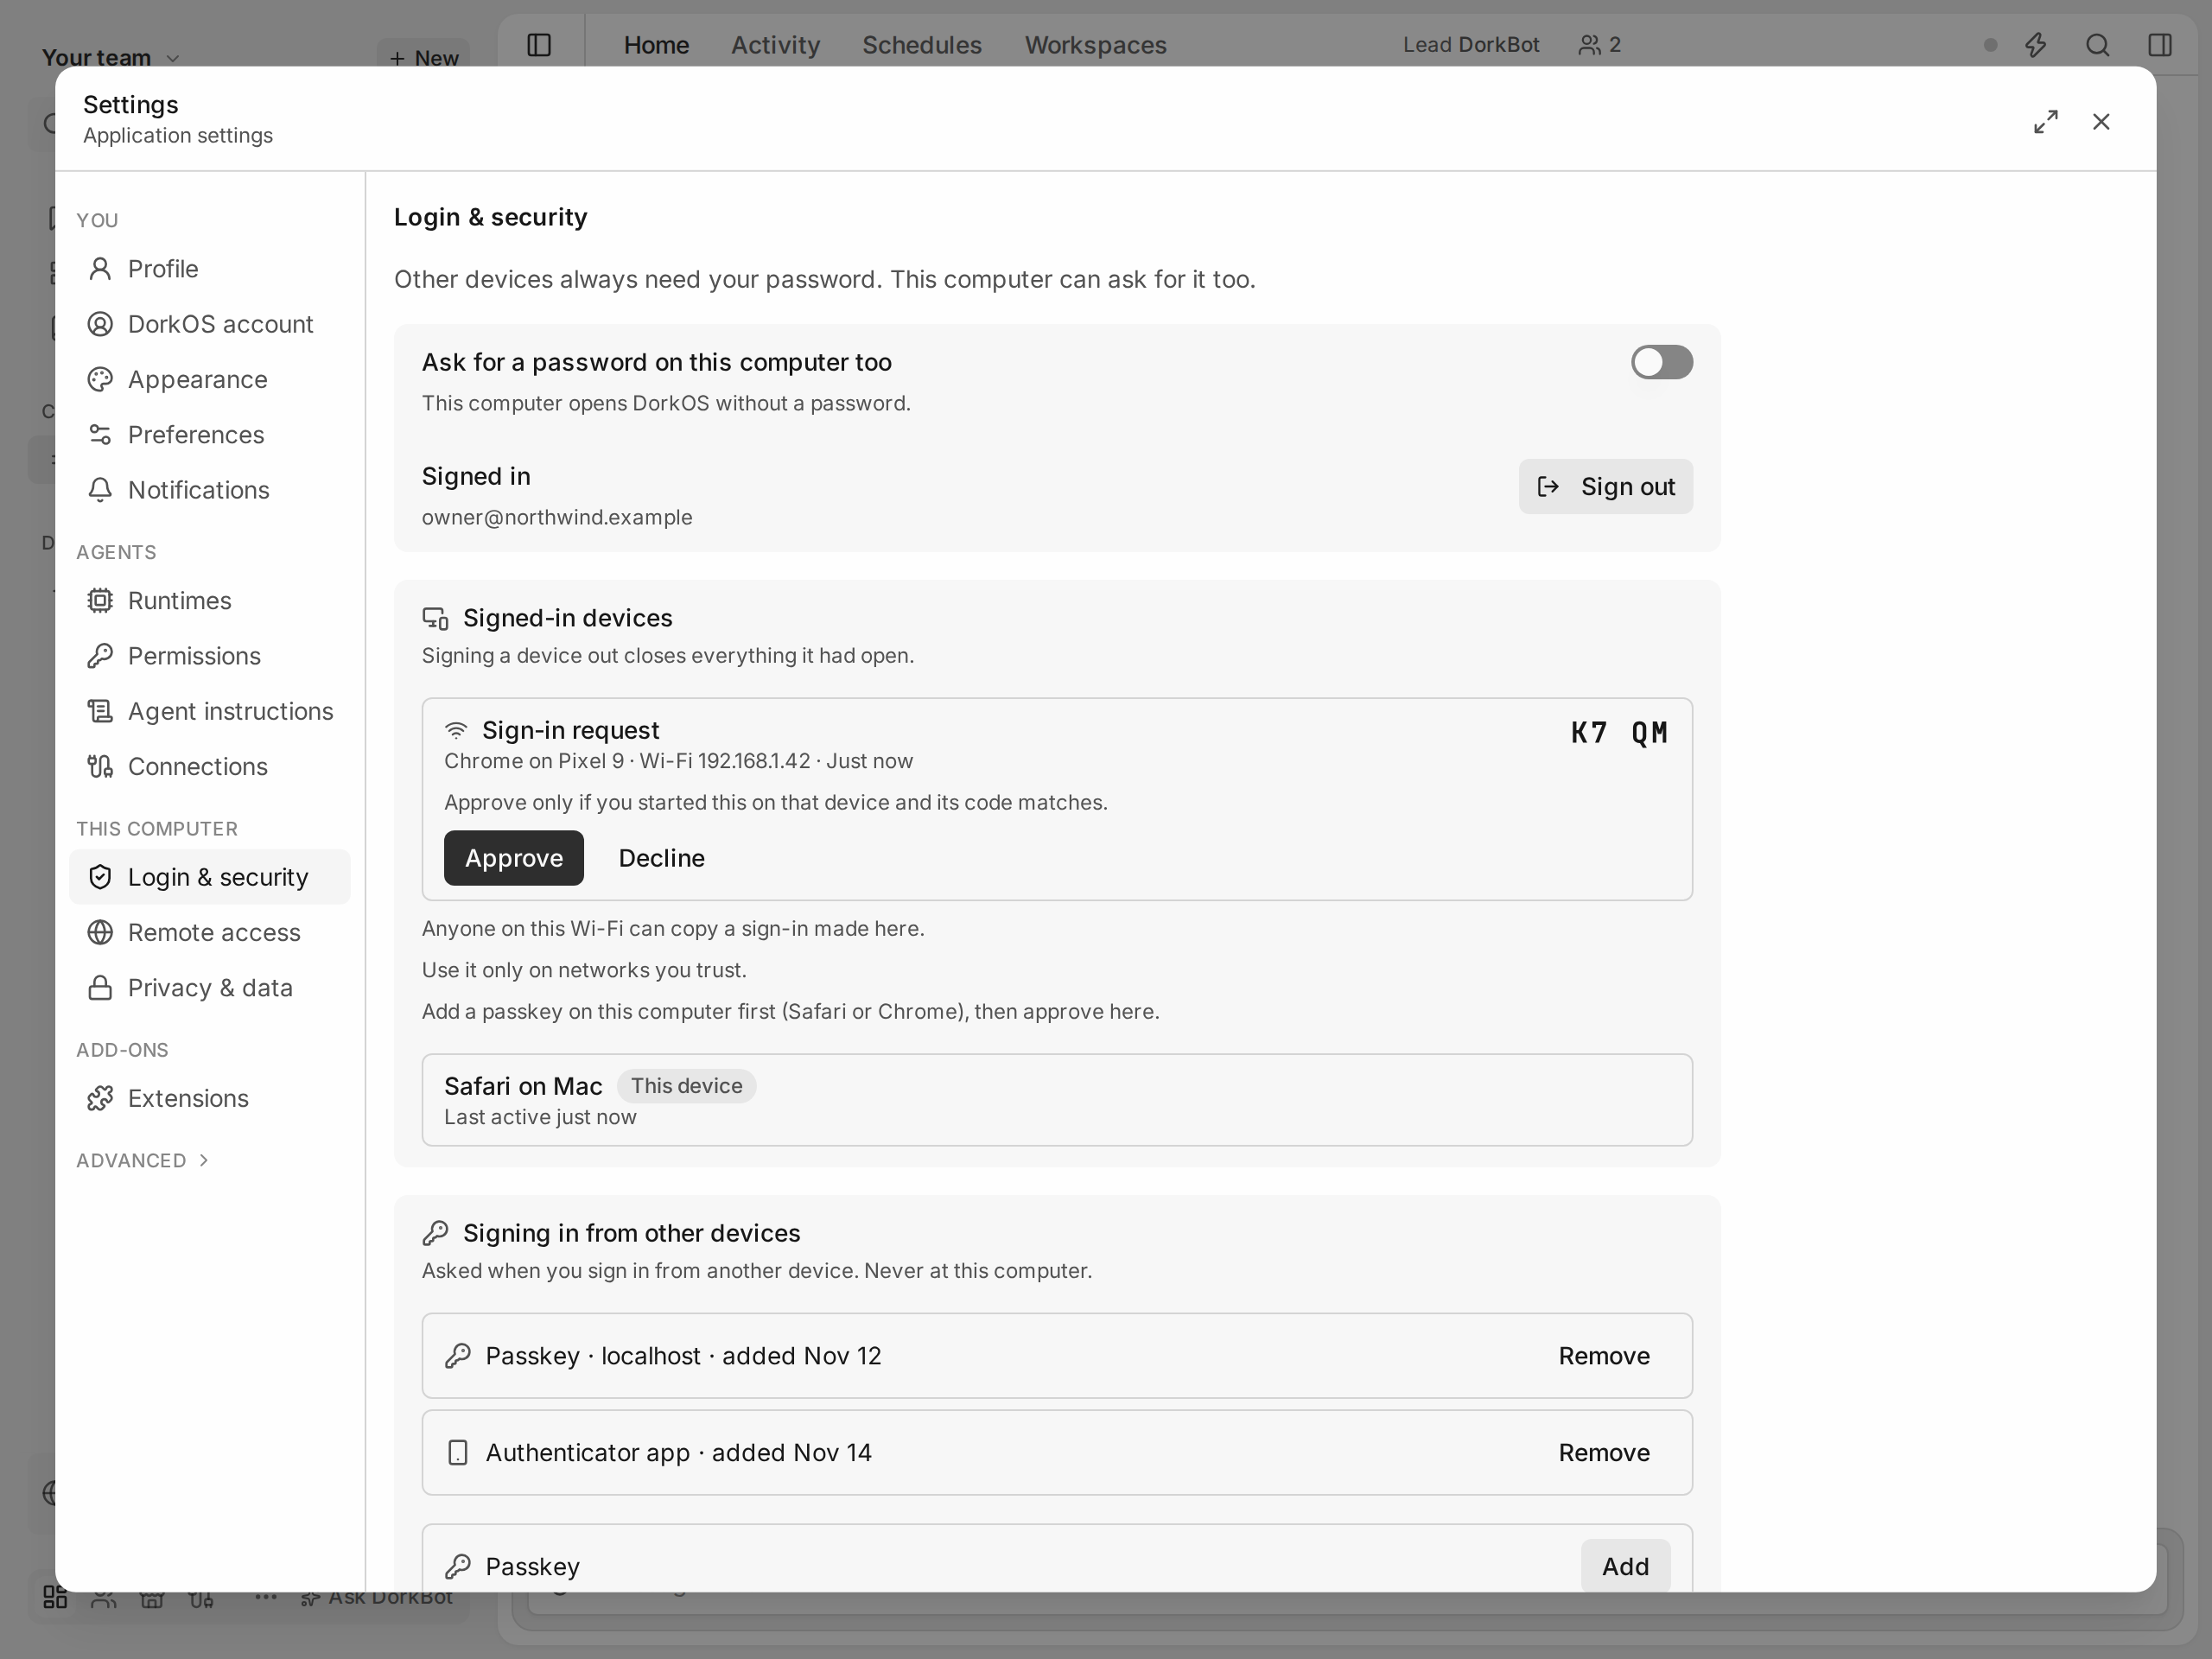 Your team
+ New
Home Activity Schedules Workspaces
Lead DorkBot
2
Settings
Application settings
YOU
Profile
DorkOS account
Appearance
Preferences
Notifications
AGENTS
Runtimes
Permissions
Agent instructions
Connections
THIS COMPUTER
Login & security
Remote access
Privacy & data
ADD-ONS
Extensions
ADVANCED
Login & security
Other devices always need your password. This computer can ask for it too.
Ask for a password on this computer too
This computer opens DorkOS without a password.
Signed in
owner@northwind.example
Sign out
Signed-in devices
Signing a device out closes everything it had open.
Sign-in request
K7 QM
Chrome on Pixel 9 · Wi-Fi 192.168.1.42 · Just now
Approve only if you started this on that device and its code matches.
Approve
Decline
Anyone on this Wi-Fi can copy a sign-in made here.
Use it only on networks you trust.
Add a passkey on this computer first (Safari or Chrome), then approve here.
Safari on Mac
This device
Last active just now
Signing in from other devices
Asked when you sign in from another device. Never at this computer.
Passkey · localhost · added Nov 12
Remove
Authenticator app · added Nov 14
Remove
Passkey
Add
Ask DorkBot